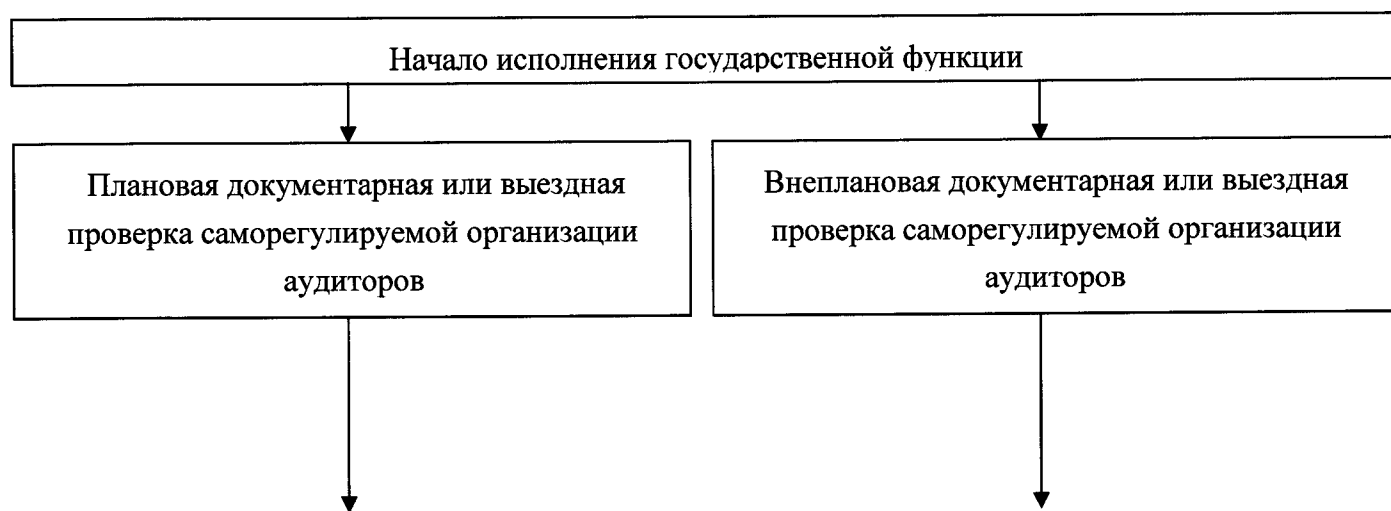 Начало исполнения государственной функции
Плановая документарная или выездная
проверка саморегулируемой организации
аудиторов
Внеплановая документарная или выездная
проверка саморегулируемой организации
аудиторов